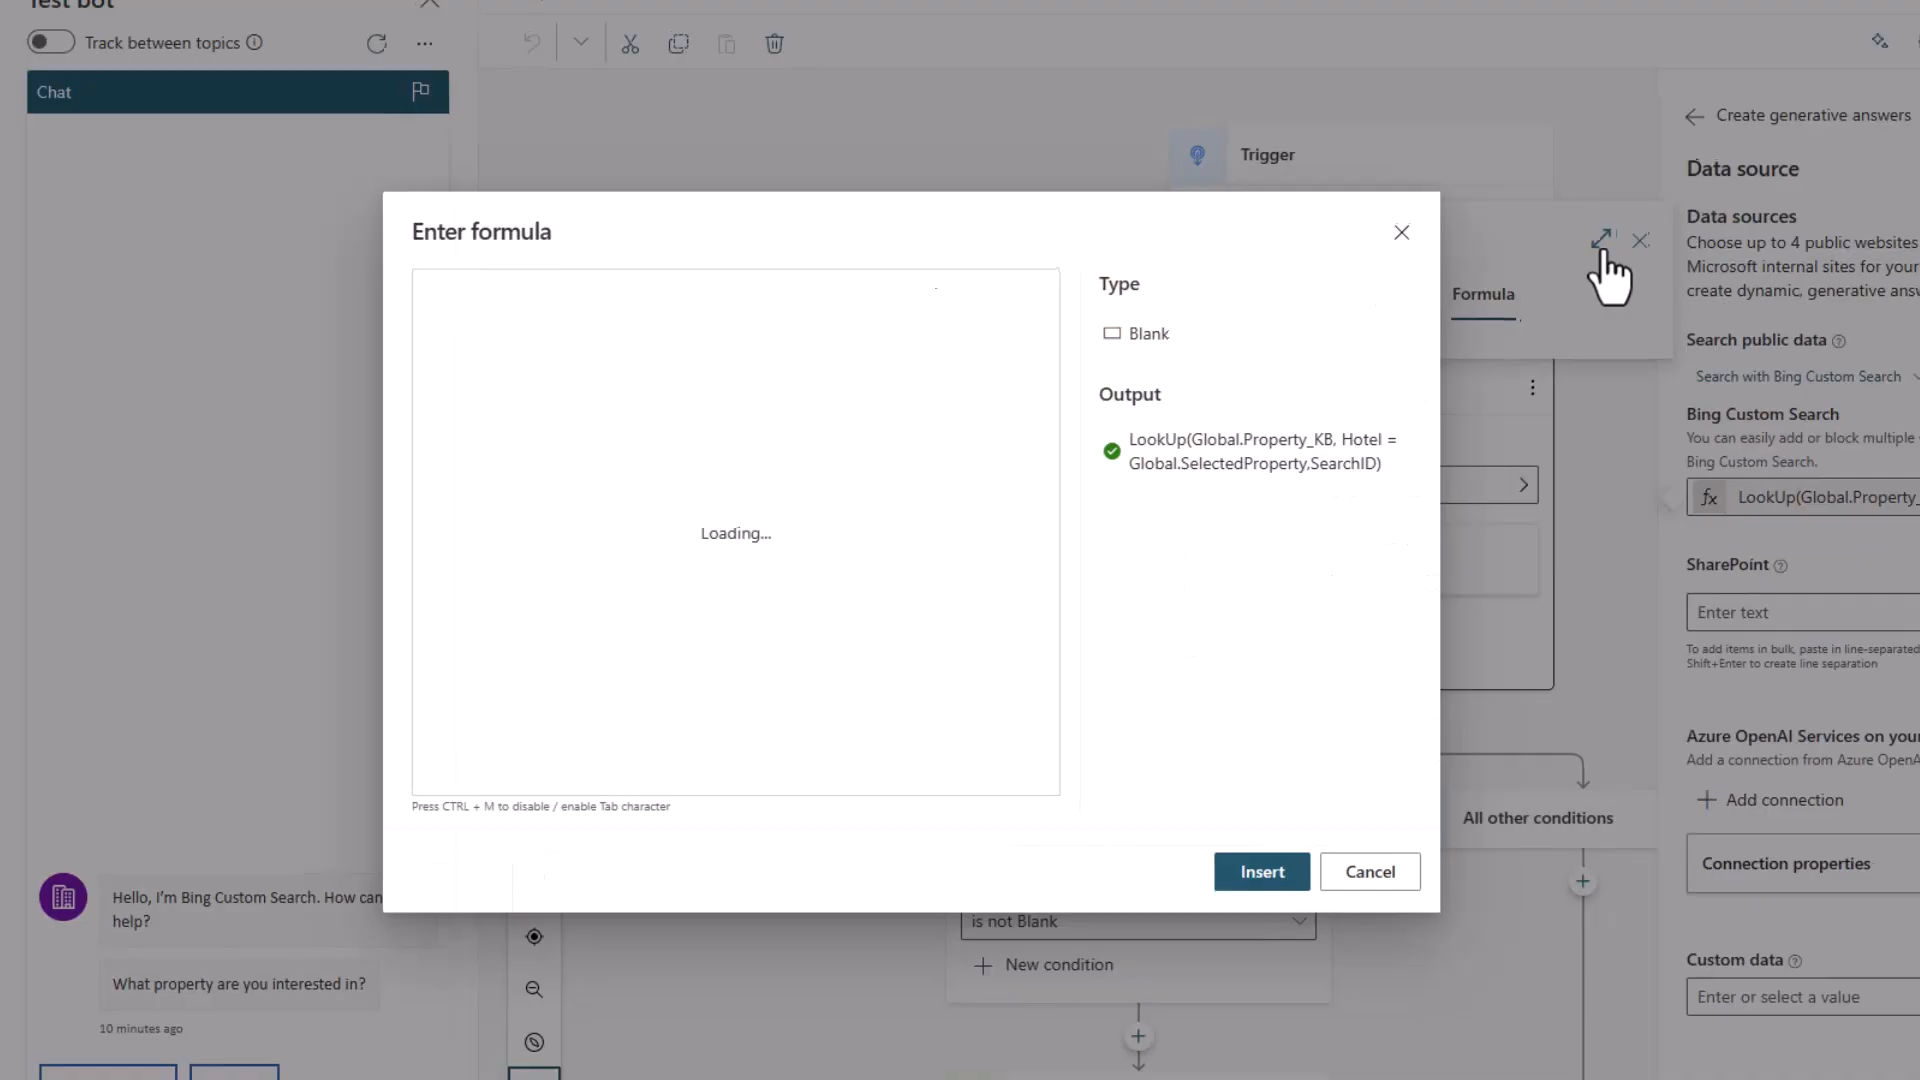 Test bot
Track between topics
Chat
Trigger
Create generative answers
Data source
Data sources
Choose up to 4 public websites
Microsoft internal sites for your
create dynamic, generative
Formula
Search public data
Search with Bing Custom Search
Bing Custom Search
You can easily add or block multiple
Bing Custom Search.
fx LookUp(Global.Property_
SharePoint
Enter text
To add items in bulk, paste in line-separated
Shift+Enter to create line separation
Azure OpenAI Services on your
Add a connection from Azure OpenA
Add connection
Connection properties
Custom data
Enter or select a value
Enter formula
Loading...
Press CTRL + M to disable / enable Tab character
Type
Blank
Output
LookUp(Global.Property_KB, Hotel =
Global.SelectedProperty,SearchID)
Insert
Cancel
All other conditions
is not Blank
New condition
Hello, I'm Bing Custom Search. How can
help?
What property are you interested in?
10 minutes ago